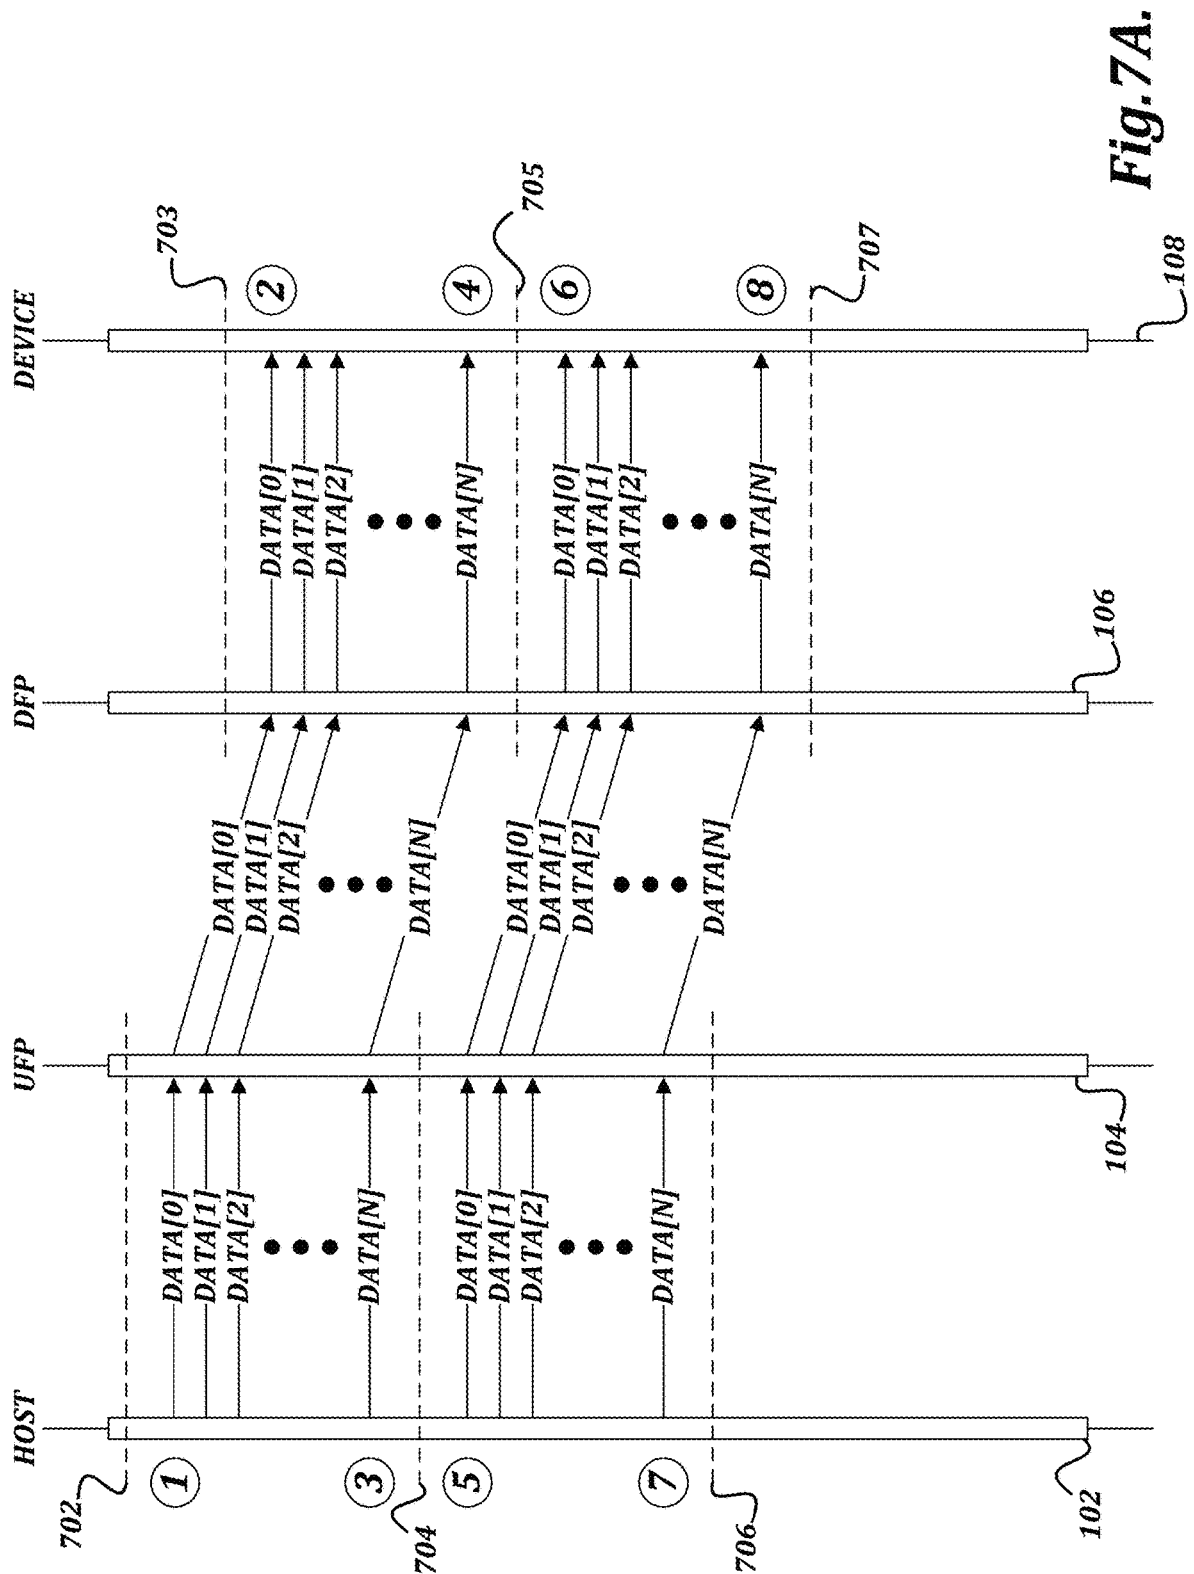 HOST
UFP
DFP
DEVICE
702
703
1
DATA[0]
DATA[0]
DATA[0]
2
DATA[1]
DATA[1]
DATA[1]
DATA[2]
DATA[2]
DATA[2]
3
DATA[N]
DATA[N]
DATA[N]
4
704
705
5
DATA[0]
DATA[0]
DATA[0]
6
DATA[1]
DATA[1]
DATA[1]
DATA[2]
DATA[2]
DATA[2]
7
DATA[N]
DATA[N]
DATA[N]
8
706
707
102
104
106
108
Fig.7A.